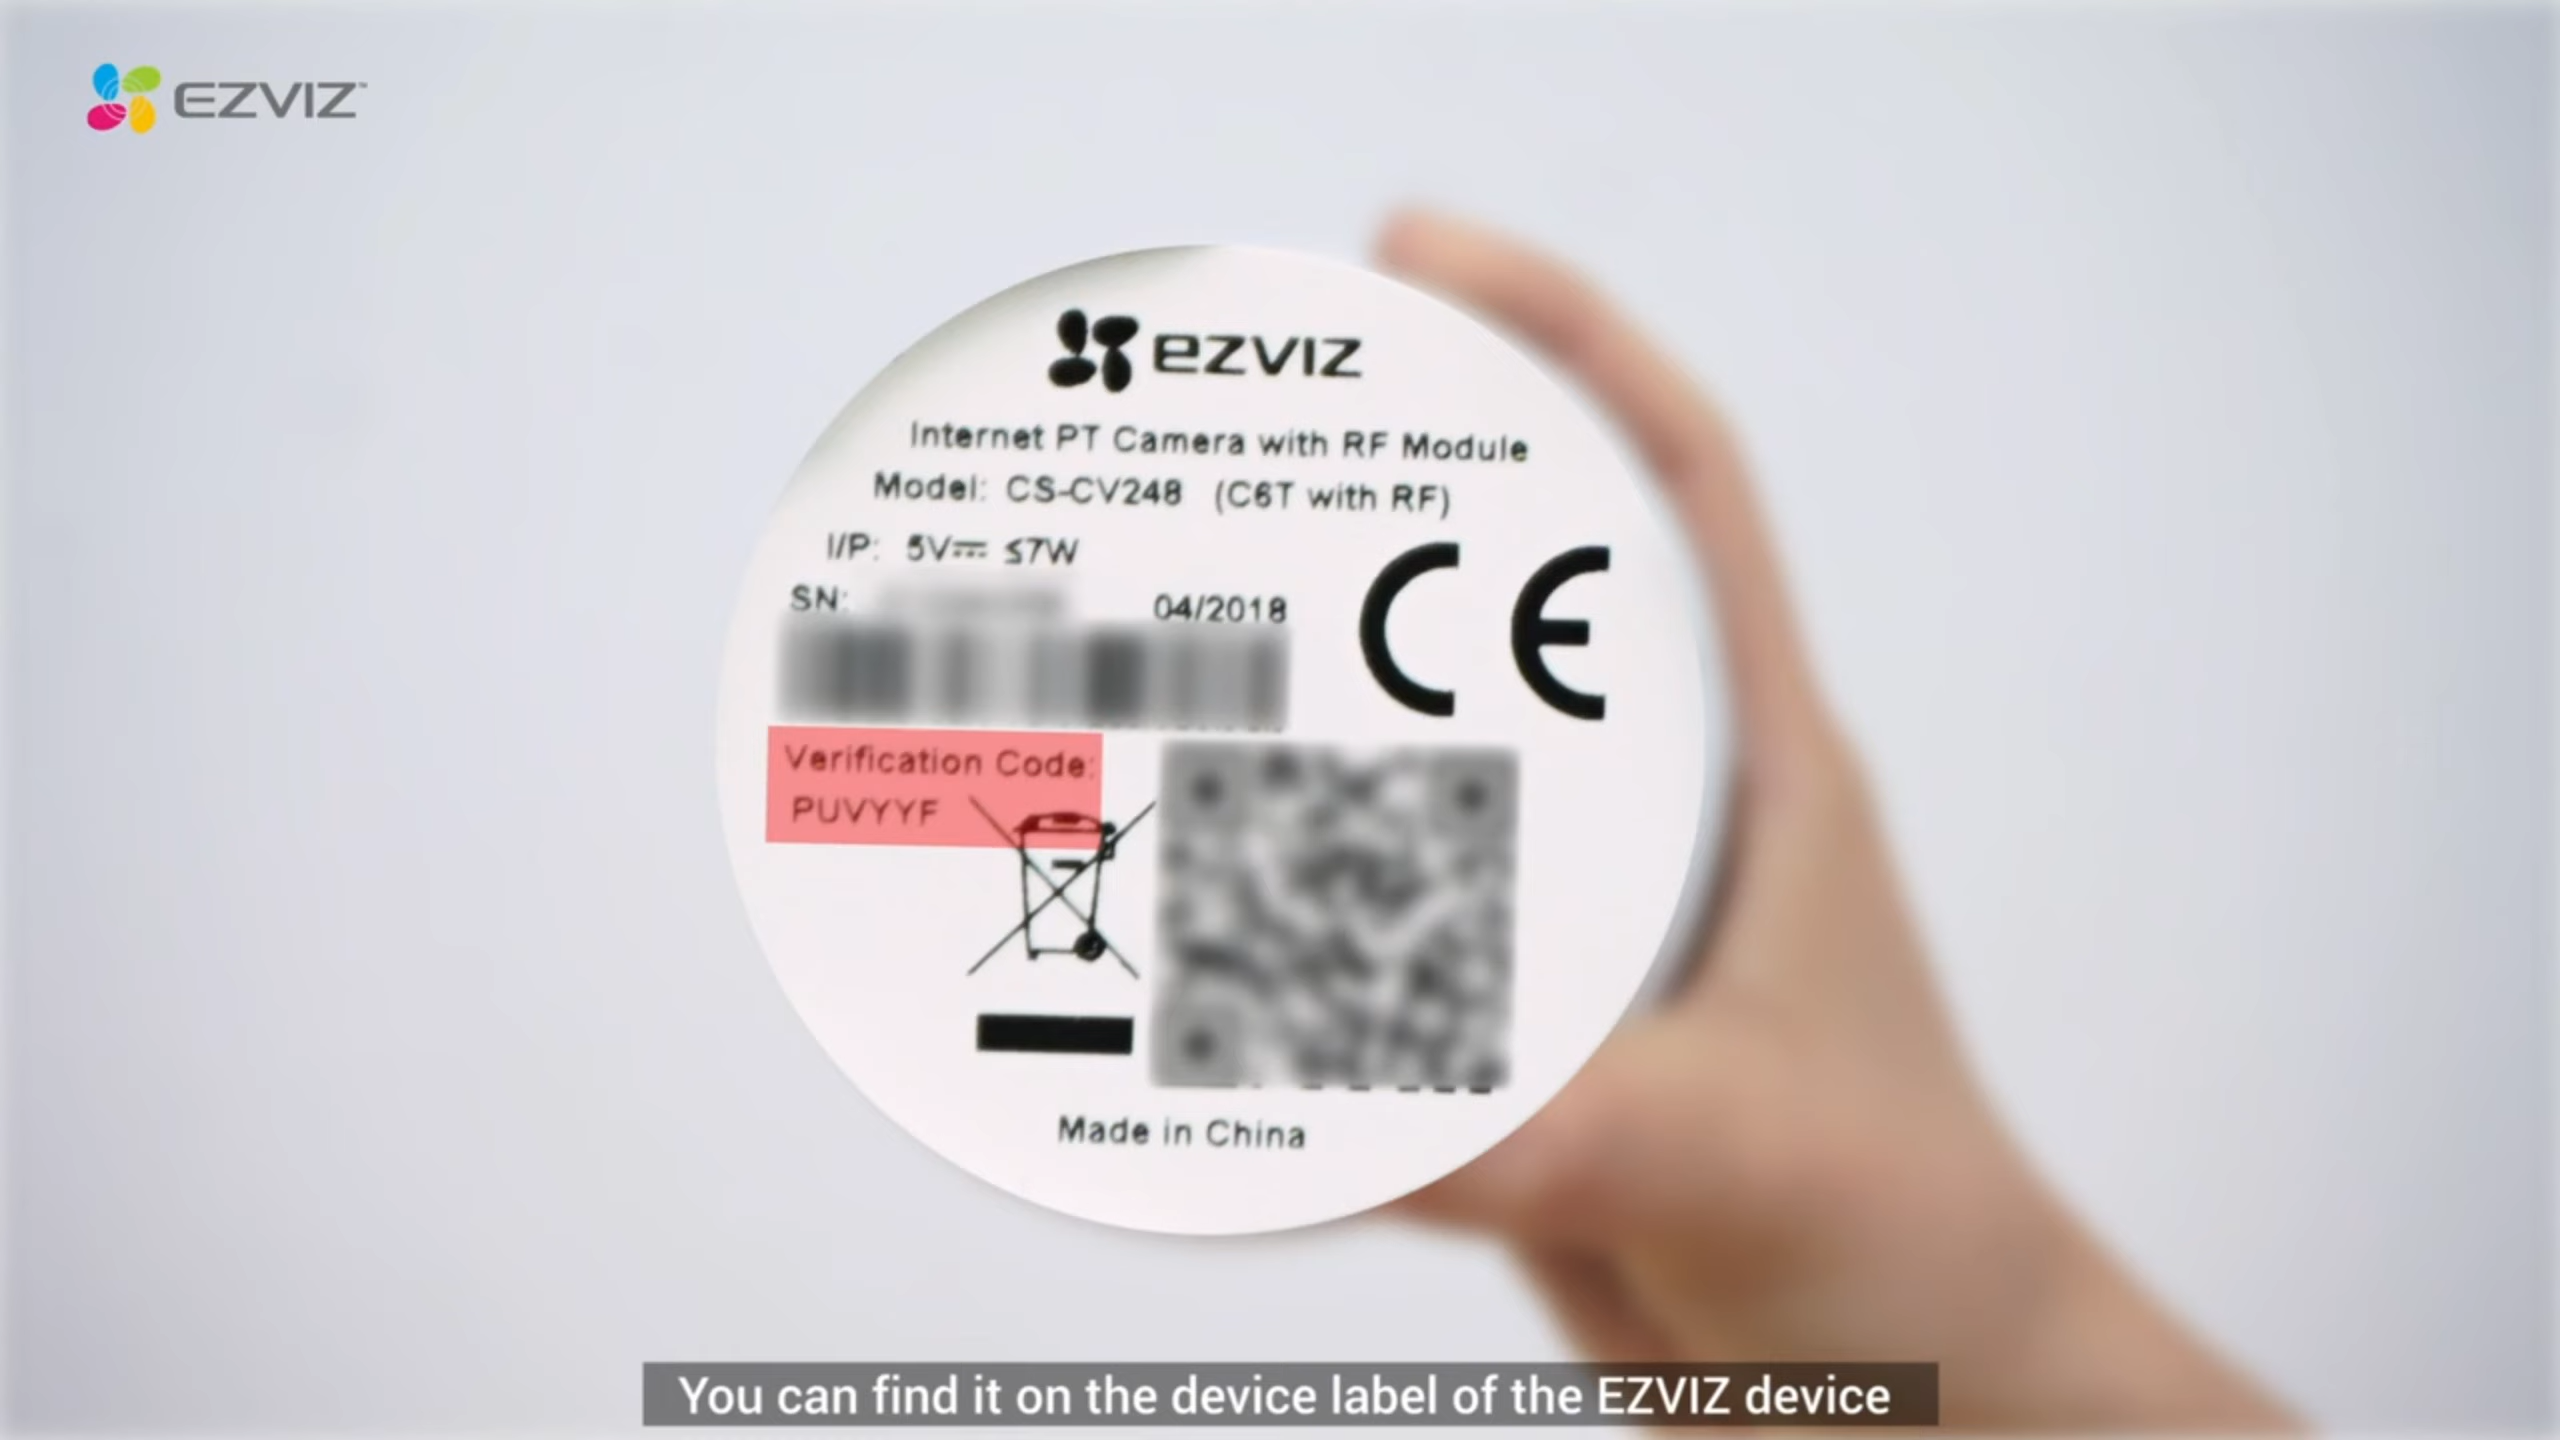 EZVIZ™
ezviz
Internet PT Camera with RF Module
Model: CS-CV248 (C6T with RF)
I/P: 5V⎓ ≤7W
SN:
04/2018
CE
Verification Code:
PUVYYF
Made in China
You can find it on the device label of the EZVIZ device